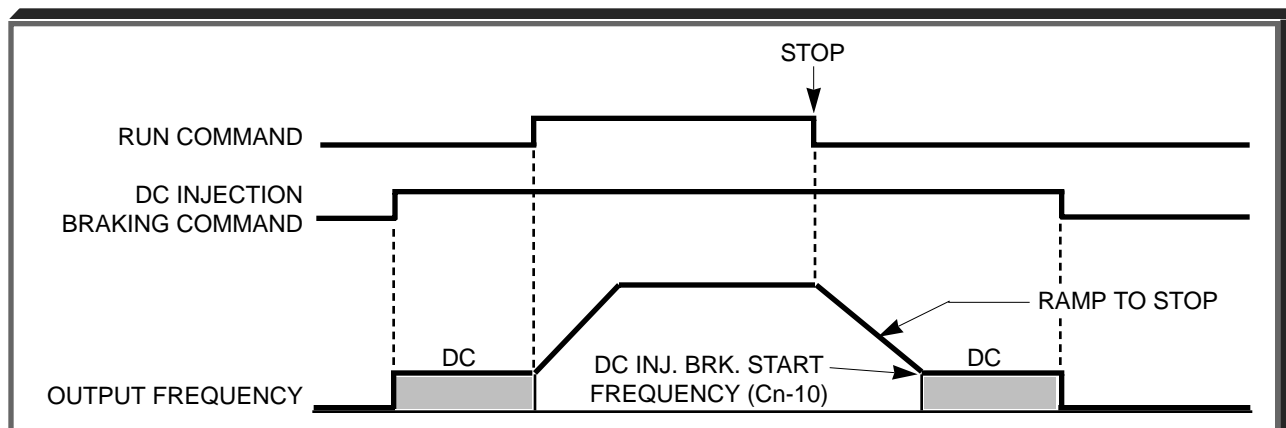 STOP
RUN COMMAND
DC INJECTION
BRAKING COMMAND
RAMP TO STOP
DC
DC INJ. BRK. START
FREQUENCY (Cn-10)
DC
OUTPUT FREQUENCY